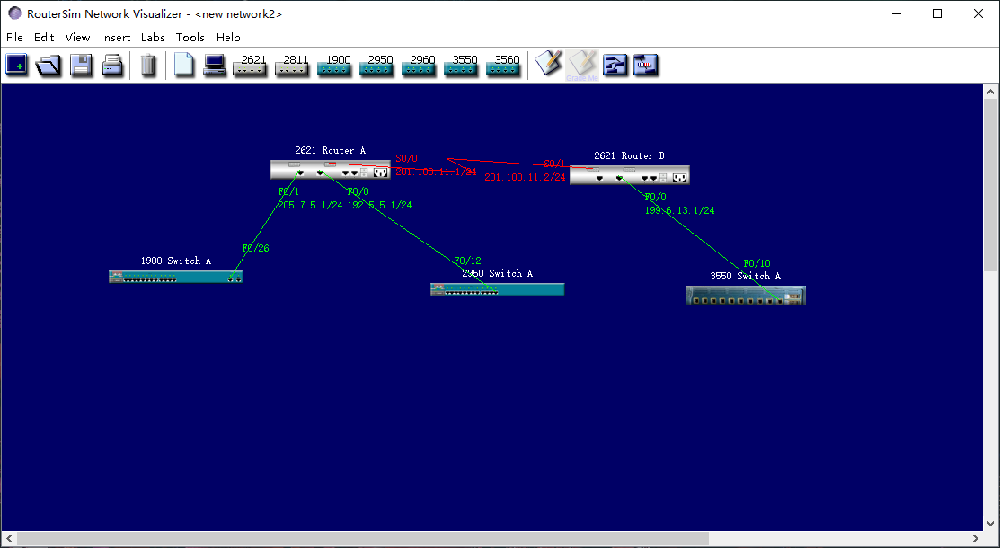 RouterSim Network Visualizer - <new network2>
File Edit View Insert Labs Tools Help
2621 2811 1900 2950 2960 3550 3560
Grade Me
2621 Router A
2621 Router B
S0/0
201.100.11.1/24
S0/1
201.100.11.2/24
F0/1
205.7.5.1/24
F0/0
192.5.5.1/24
F0/0
199.6.13.1/24
F0/26
1900 Switch A
F0/12
2950 Switch A
F0/10
3550 Switch A